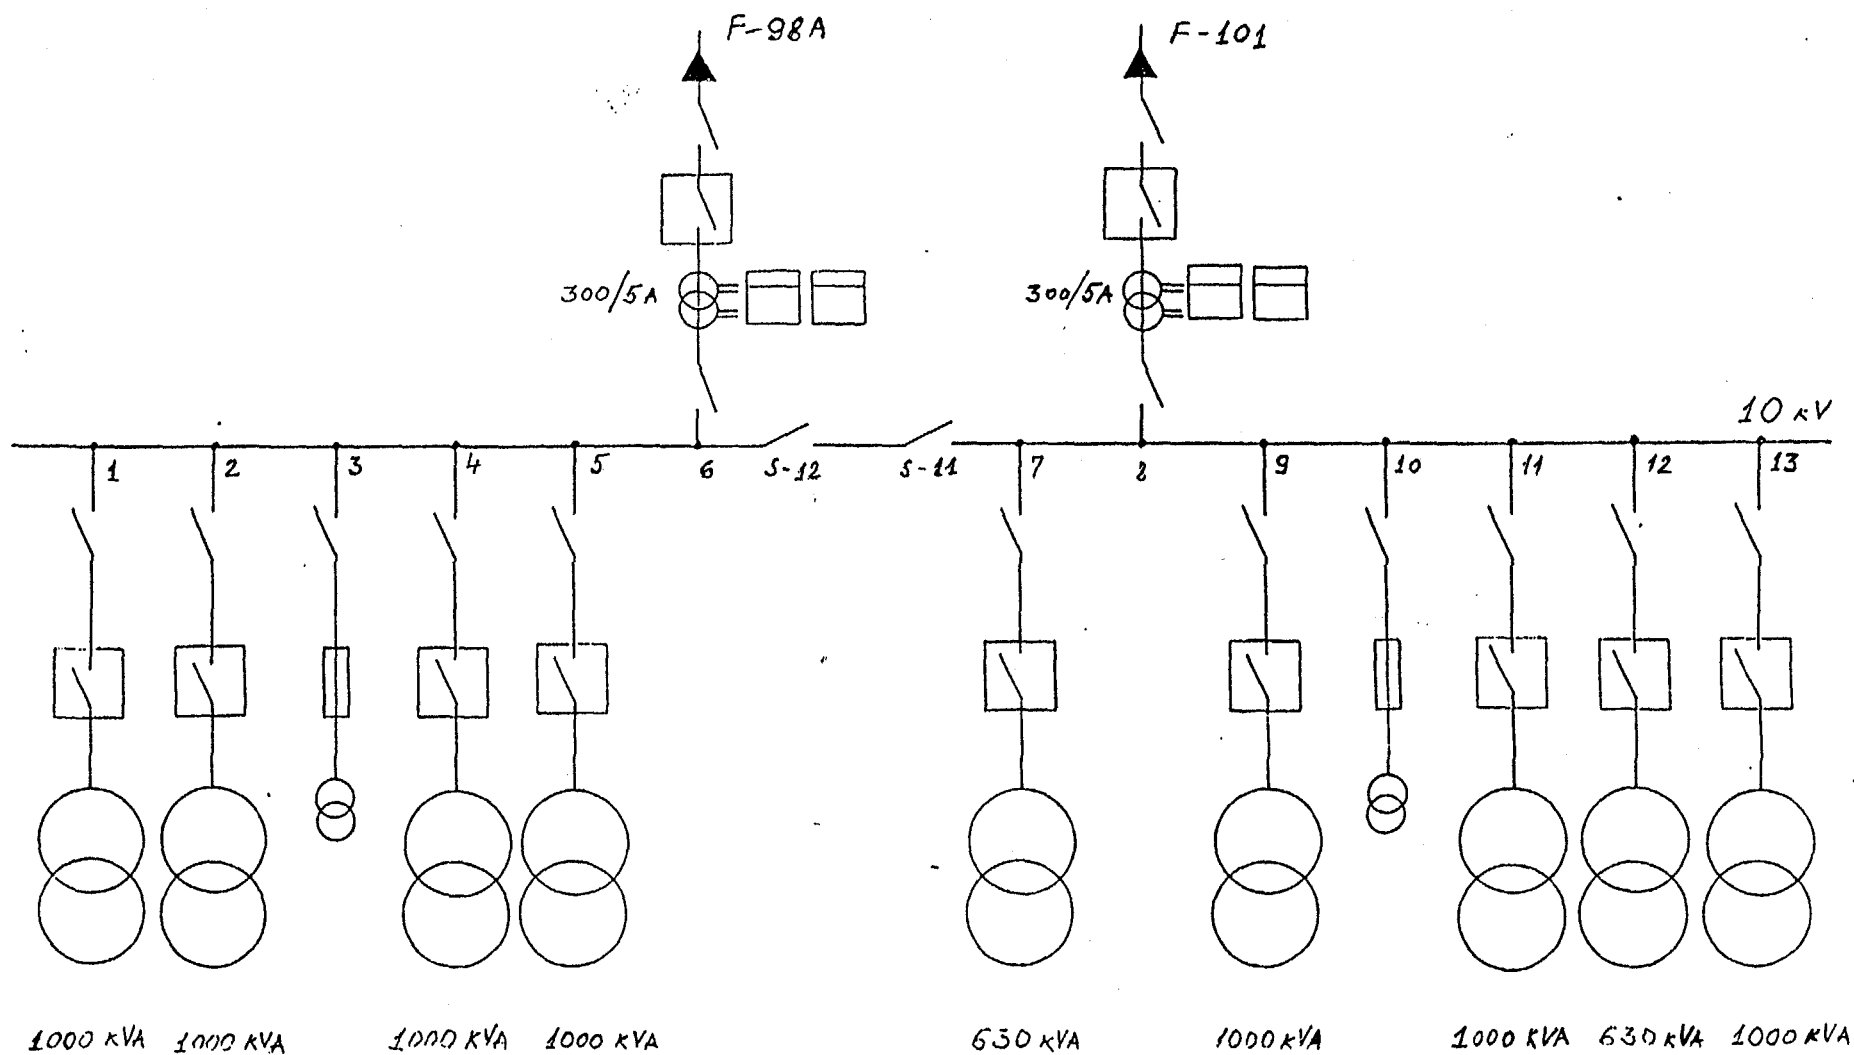 F-98A
F-101
300/5A
300/5A
10 kV
1 2 3 4 5 6 S-12 S-11 7 8 9 10 11 12 13
1000 kVA 1000 kVA 1000 kVA 1000 kVA 630 kVA 1000 kVA 1000 kVA 630 kVA 1000 kVA